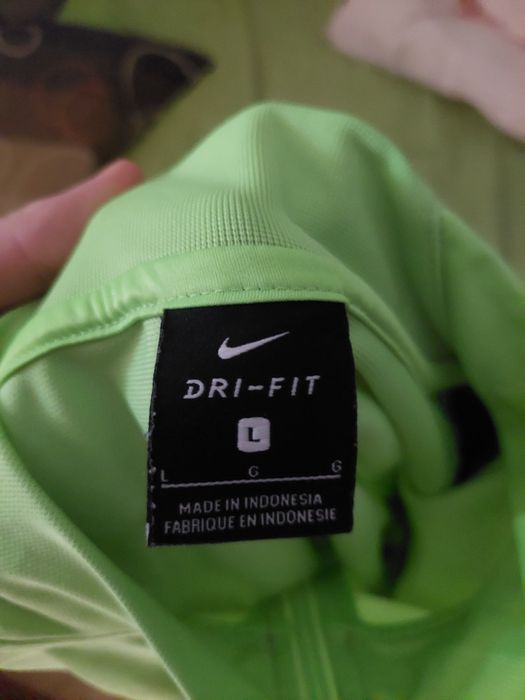 DRI-FIT
L
L G G
MADE IN INDONESIA
FABRIQUE EN INDONESIE